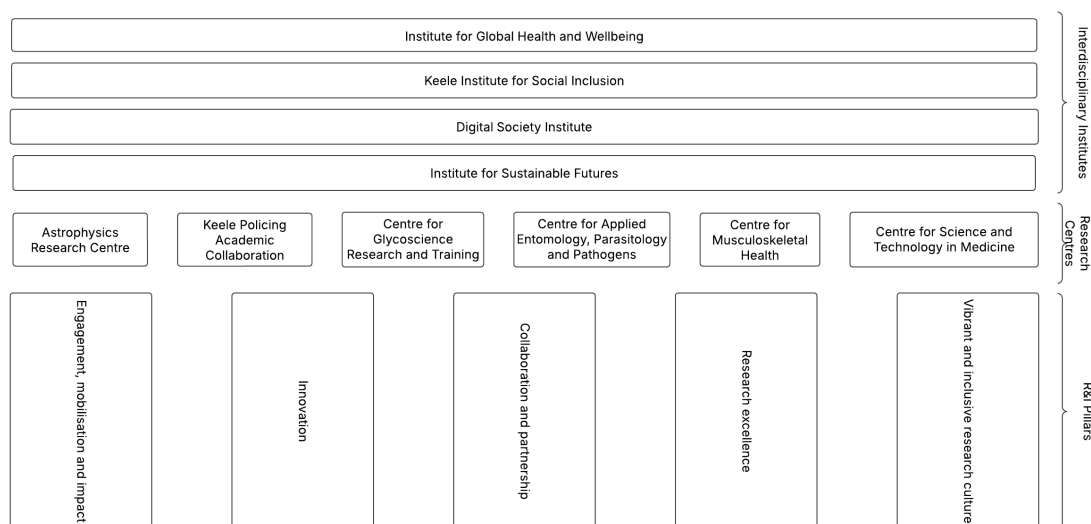 Institute for Global Health and Wellbeing
Keele Institute for Social Inclusion
Digital Society Institute
Institute for Sustainable Futures
Interdisciplinary Institutes
Astrophysics
Research Centre
Keele Policing
Academic
Collaboration
Centre for
Glycoscience
Research and Training
Centre for Applied
Entomology, Parasitology
and Pathogens
Centre for
Musculoskeletal
Health
Centre for Science and
Technology in Medicine
Research
Centres
Engagement, mobilisation and impact
Innovation
Collaboration and partnership
Research excellence
Vibrant and inclusive research culture
R&I Pillars